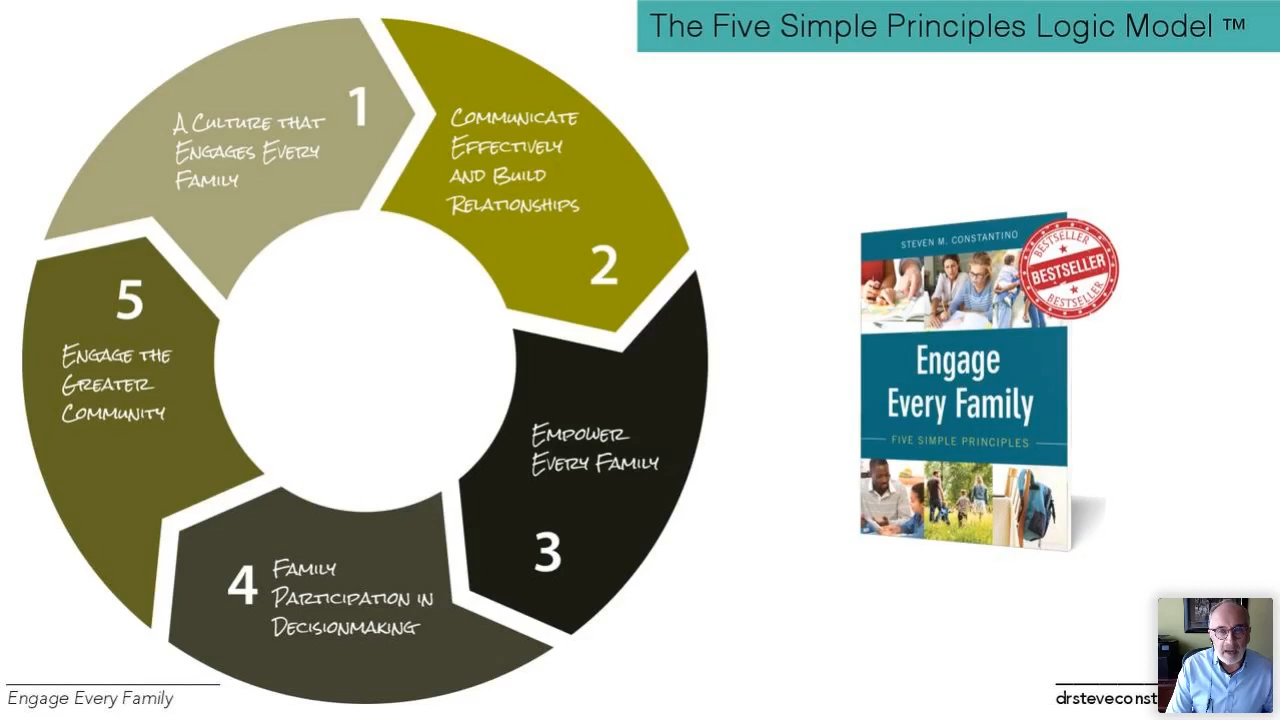 The Five Simple Principles Logic Model ™
1
A Culture that
Engages Every
Family
Communicate
Effectively
and Build
Relationships
2
Empower
Every Family
3
4
Family
Participation in
Decisionmaking
5
Engage the
Greater
Community
STEVEN M. CONSTANTINO
BESTSELLER
BESTSELLER
BESTSELLER
Engage
Every Family
FIVE SIMPLE PRINCIPLES
Engage Every Family
drsteveconst